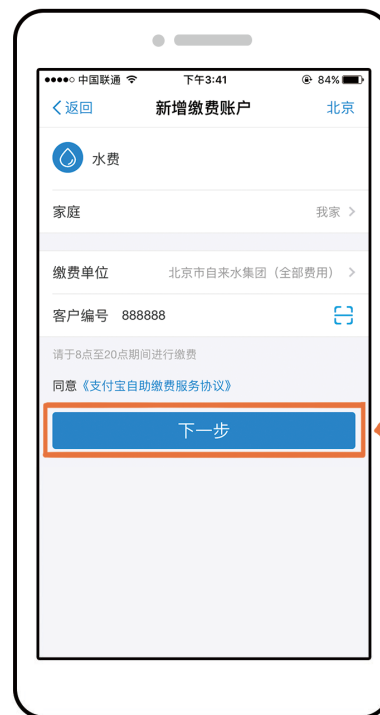 中国联通 下午3:41 84%
返回 新增缴费账户 北京
水费
家庭 我家
缴费单位 北京市自来水集团（全部费用）
客户编号 888888
请于8点至20点期间进行缴费
同意《支付宝自助缴费服务协议》
下一步